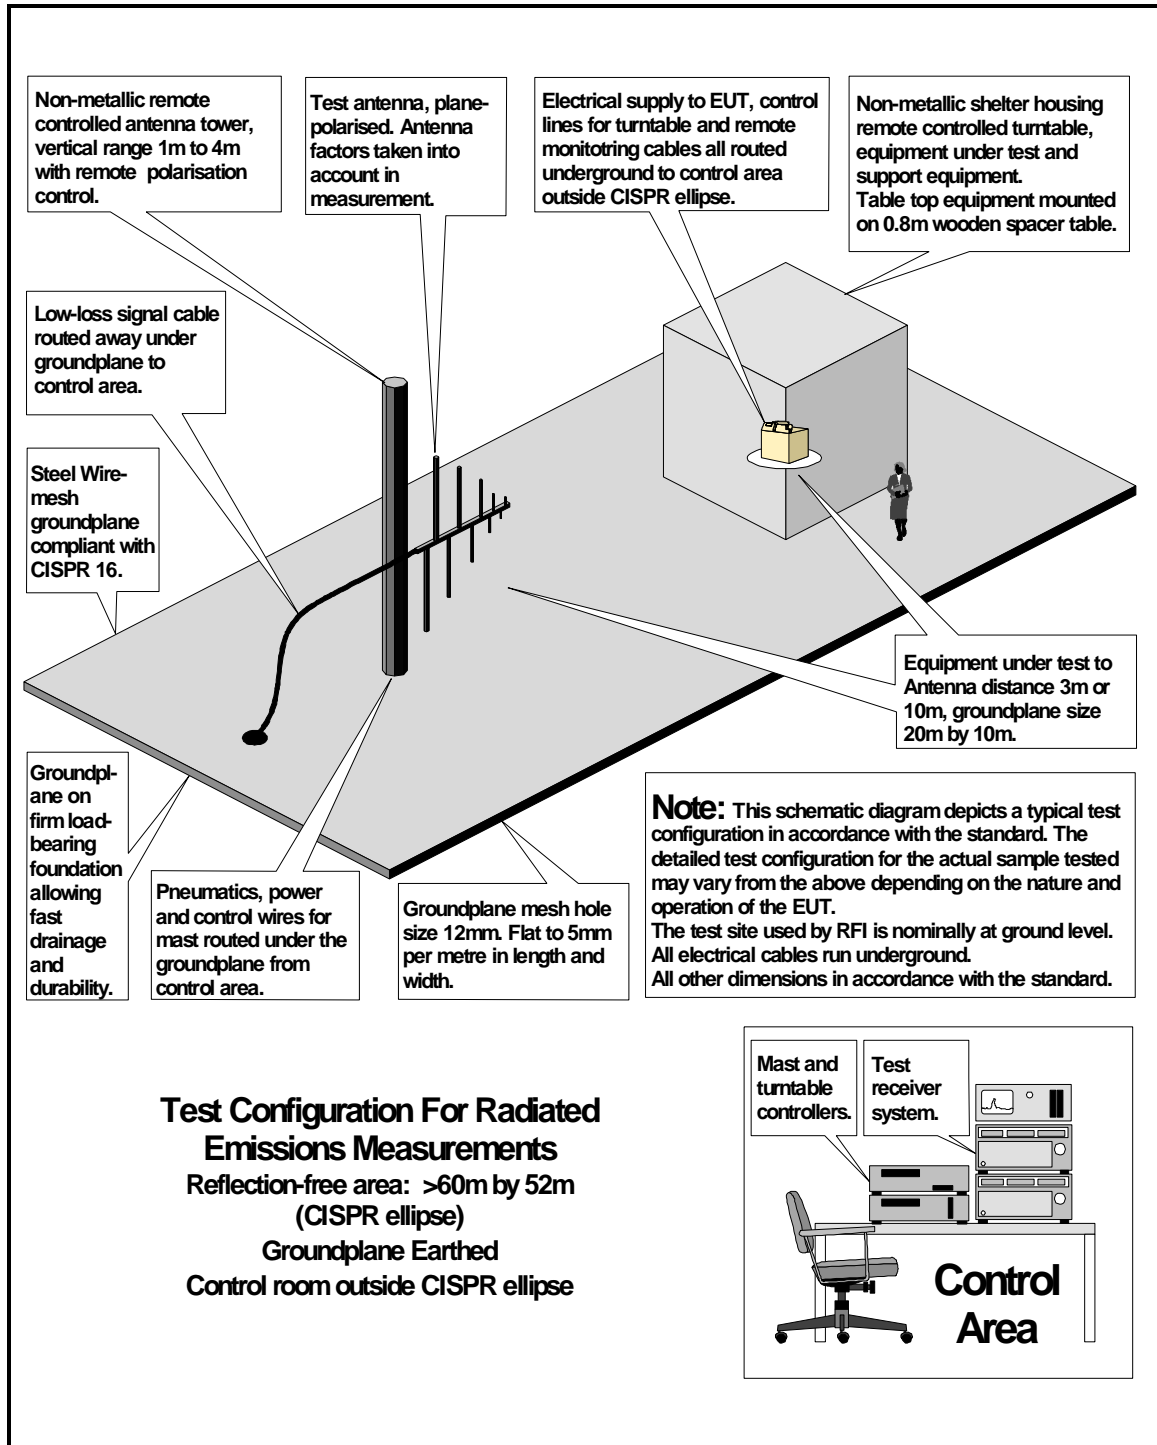 Non-metallic remote
controlled antenna tower,
vertical range 1m to 4m
with remote polarisation
control.
Test antenna, plane-
polarised. Antenna
factors taken into
account in
measurement.
Electrical supply to EUT, control
lines for turntable and remote
monitotring cables all routed
underground to control area
outside CISPR ellipse.
Non-metallic shelter housing
remote controlled turntable,
equipment under test and
support equipment.
Table top equipment mounted
on 0.8m wooden spacer table.
Low-loss signal cable
routed away under
groundplane to
control area.
Steel Wire-
mesh
groundplane
compliant with
CISPR 16.
Equipment under test to
Antenna distance 3m or
10m, groundplane size
20m by 10m.
Groundpl-
ane on
firm load-
bearing
foundation
allowing
fast
drainage
and
durability.
Pneumatics, power
and control wires for
mast routed under the
groundplane from
control area.
Groundplane mesh hole
size 12mm. Flat to 5mm
per metre in length and
width.
Note: This schematic diagram depicts a typical test
configuration in accordance with the standard. The
detailed test configuration for the actual sample tested
may vary from the above depending on the nature and
operation of the EUT.
The test site used by RFI is nominally at ground level.
All electrical cables run underground.
All other dimensions in accordance with the standard.
Test Configuration For Radiated
Emissions Measurements
Reflection-free area: >60m by 52m
(CISPR ellipse)
Groundplane Earthed
Control room outside CISPR ellipse
Mast and
turntable
controllers.
Test
receiver
system.
Control
Area